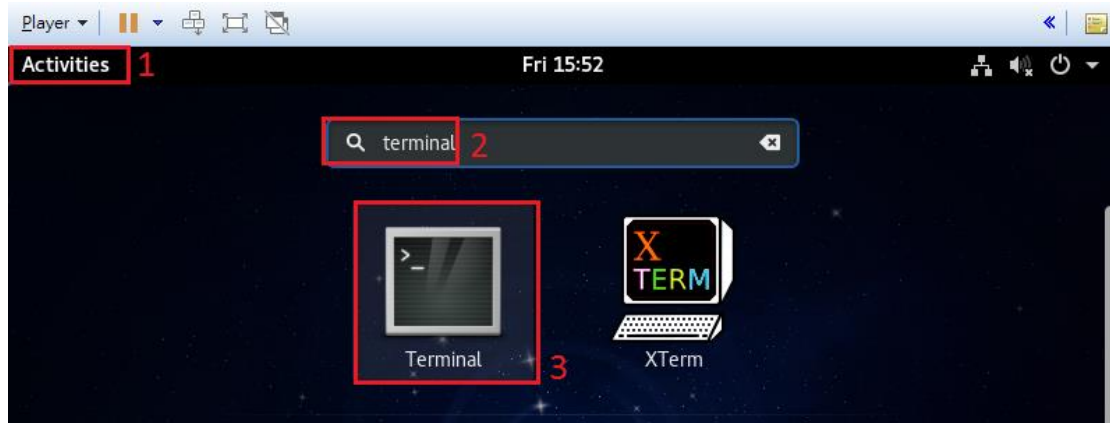 Player
Activities 1 Fri 15:52
terminal 2
>_
X
TERM
Terminal 3 XTerm